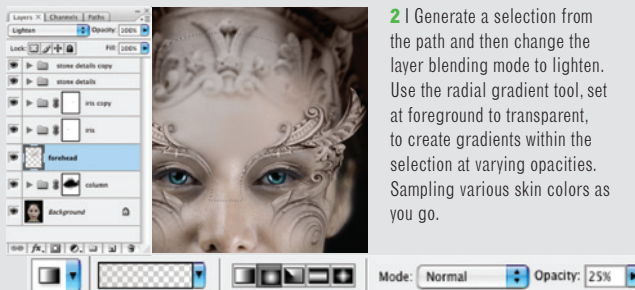 Layers × Channels Paths
Lighten Opacity: 100%
Lock: Fill: 100%
stone details copy
stone details
iris copy
iris
forehead
column
Background
2 | Generate a selection from
the path and then change the
layer blending mode to lighten.
Use the radial gradient tool, set
at foreground to transparent,
to create gradients within the
selection at varying opacities.
Sampling various skin colors as
you go.
Mode: Normal Opacity: 25%